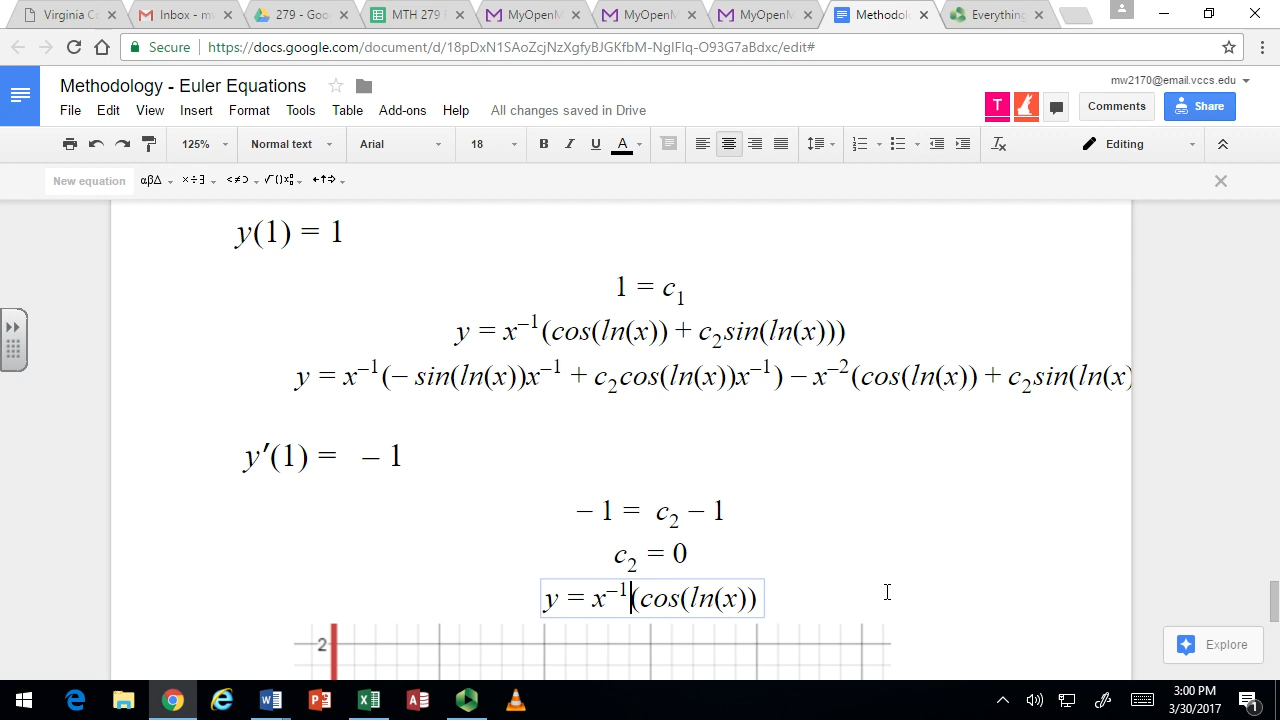 Virginia C
Inbox - m
279 - Goo
MTH 279
MyOpenM
MyOpenM
MyOpenM
Methodol
Everything
Secure https://docs.google.com/document/d/18pDxN1SAoZcjNzXgfyBJGKfbM-NglFlq-O93G7aBdxc/edit#
Methodology - Euler Equations
mw2170@email.vccs.edu
File Edit View Insert Format Table Add-ons Help All changes saved in Drive
T Comments Share
125% Normal text Arial 18 B I U A Editing
New equation αβΔ
y(1) = 1
1 = c₁
y = x⁻¹(cos(ln(x)) + c₂sin(ln(x)))
y = x⁻¹(− sin(ln(x))x⁻¹ + c₂cos(ln(x))x⁻¹) − x⁻²(cos(ln(x)) + c₂sin(ln(x)
y′(1) = − 1
− 1 = c₂ − 1
c₂ = 0
y = x⁻¹(cos(ln(x))
2
Explore
3:00 PM
3/30/2017
1